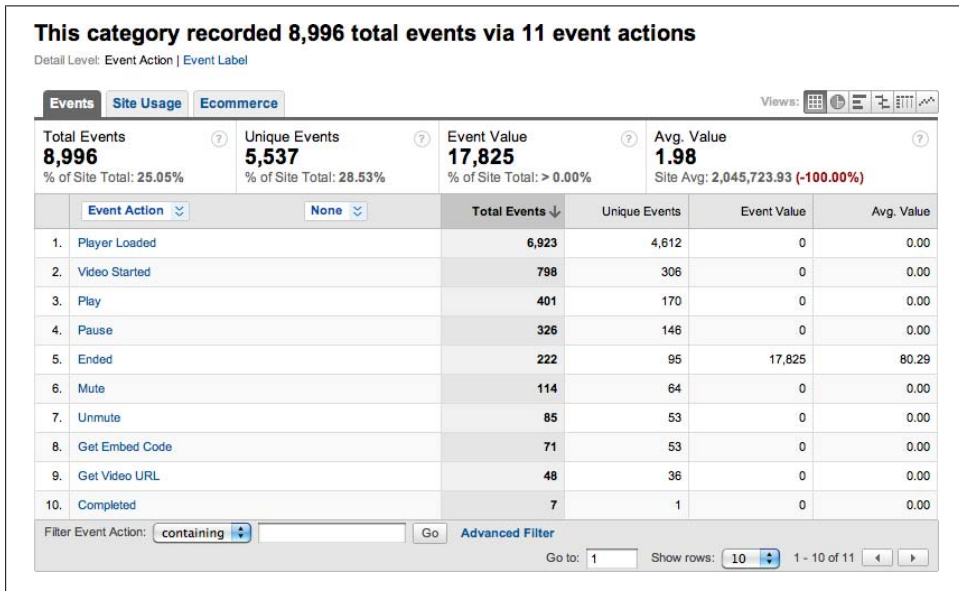 This category recorded 8,996 total events via 11 event actions
Detail Level: Event Action | Event Label
Events Site Usage Ecommerce Views:
Total Events ? Unique Events ? Event Value ? Avg. Value ?
8,996 5,537 17,825 1.98
% of Site Total: 25.05% % of Site Total: 28.53% % of Site Total: > 0.00% Site Avg: 2,045,723.93 (-100.00%)
Event Action None Total Events ↓ Unique Events Event Value Avg. Value
1. Player Loaded 6,923 4,612 0 0.00
2. Video Started 798 306 0 0.00
3. Play 401 170 0 0.00
4. Pause 326 146 0 0.00
5. Ended 222 95 17,825 80.29
6. Mute 114 64 0 0.00
7. Unmute 85 53 0 0.00
8. Get Embed Code 71 53 0 0.00
9. Get Video URL 48 36 0 0.00
10. Completed 7 1 0 0.00
Filter Event Action: containing Go Advanced Filter
Go to: 1 Show rows: 10 1 - 10 of 11